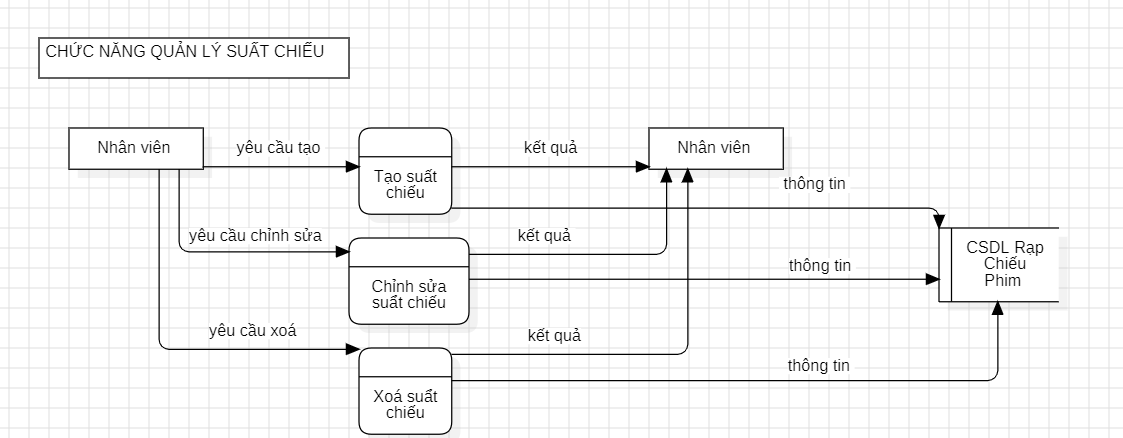 CHỨC NĂNG QUẢN LÝ SUẤT CHIẾU
Nhân viên
yêu cầu tạo
Tạo suất
chiếu
kết quả
Nhân viên
thông tin
yêu cầu chỉnh sửa
Chỉnh sửa
suất chiếu
kết quả
thông tin
CSDL Rạp
Chiếu
Phim
yêu cầu xoá
Xoá suất
chiếu
kết quả
thông tin